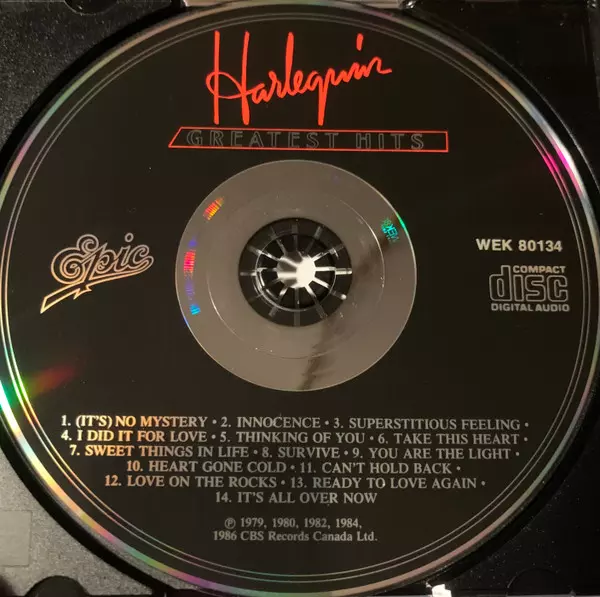 Harlequin
GREATEST HITS
Epic
WEK 80134
COMPACT
disc
DIGITAL AUDIO
1. (IT'S) NO MYSTERY • 2. INNOCENCE • 3. SUPERSTITIOUS FEELING •
4. I DID IT FOR LOVE • 5. THINKING OF YOU • 6. TAKE THIS HEART •
7. SWEET THINGS IN LIFE • 8. SURVIVE • 9. YOU ARE THE LIGHT •
10. HEART GONE COLD • 11. CAN'T HOLD BACK •
12. LOVE ON THE ROCKS • 13. READY TO LOVE AGAIN •
14. IT'S ALL OVER NOW
℗ 1979, 1980, 1982, 1984,
1986 CBS Records Canada Ltd.